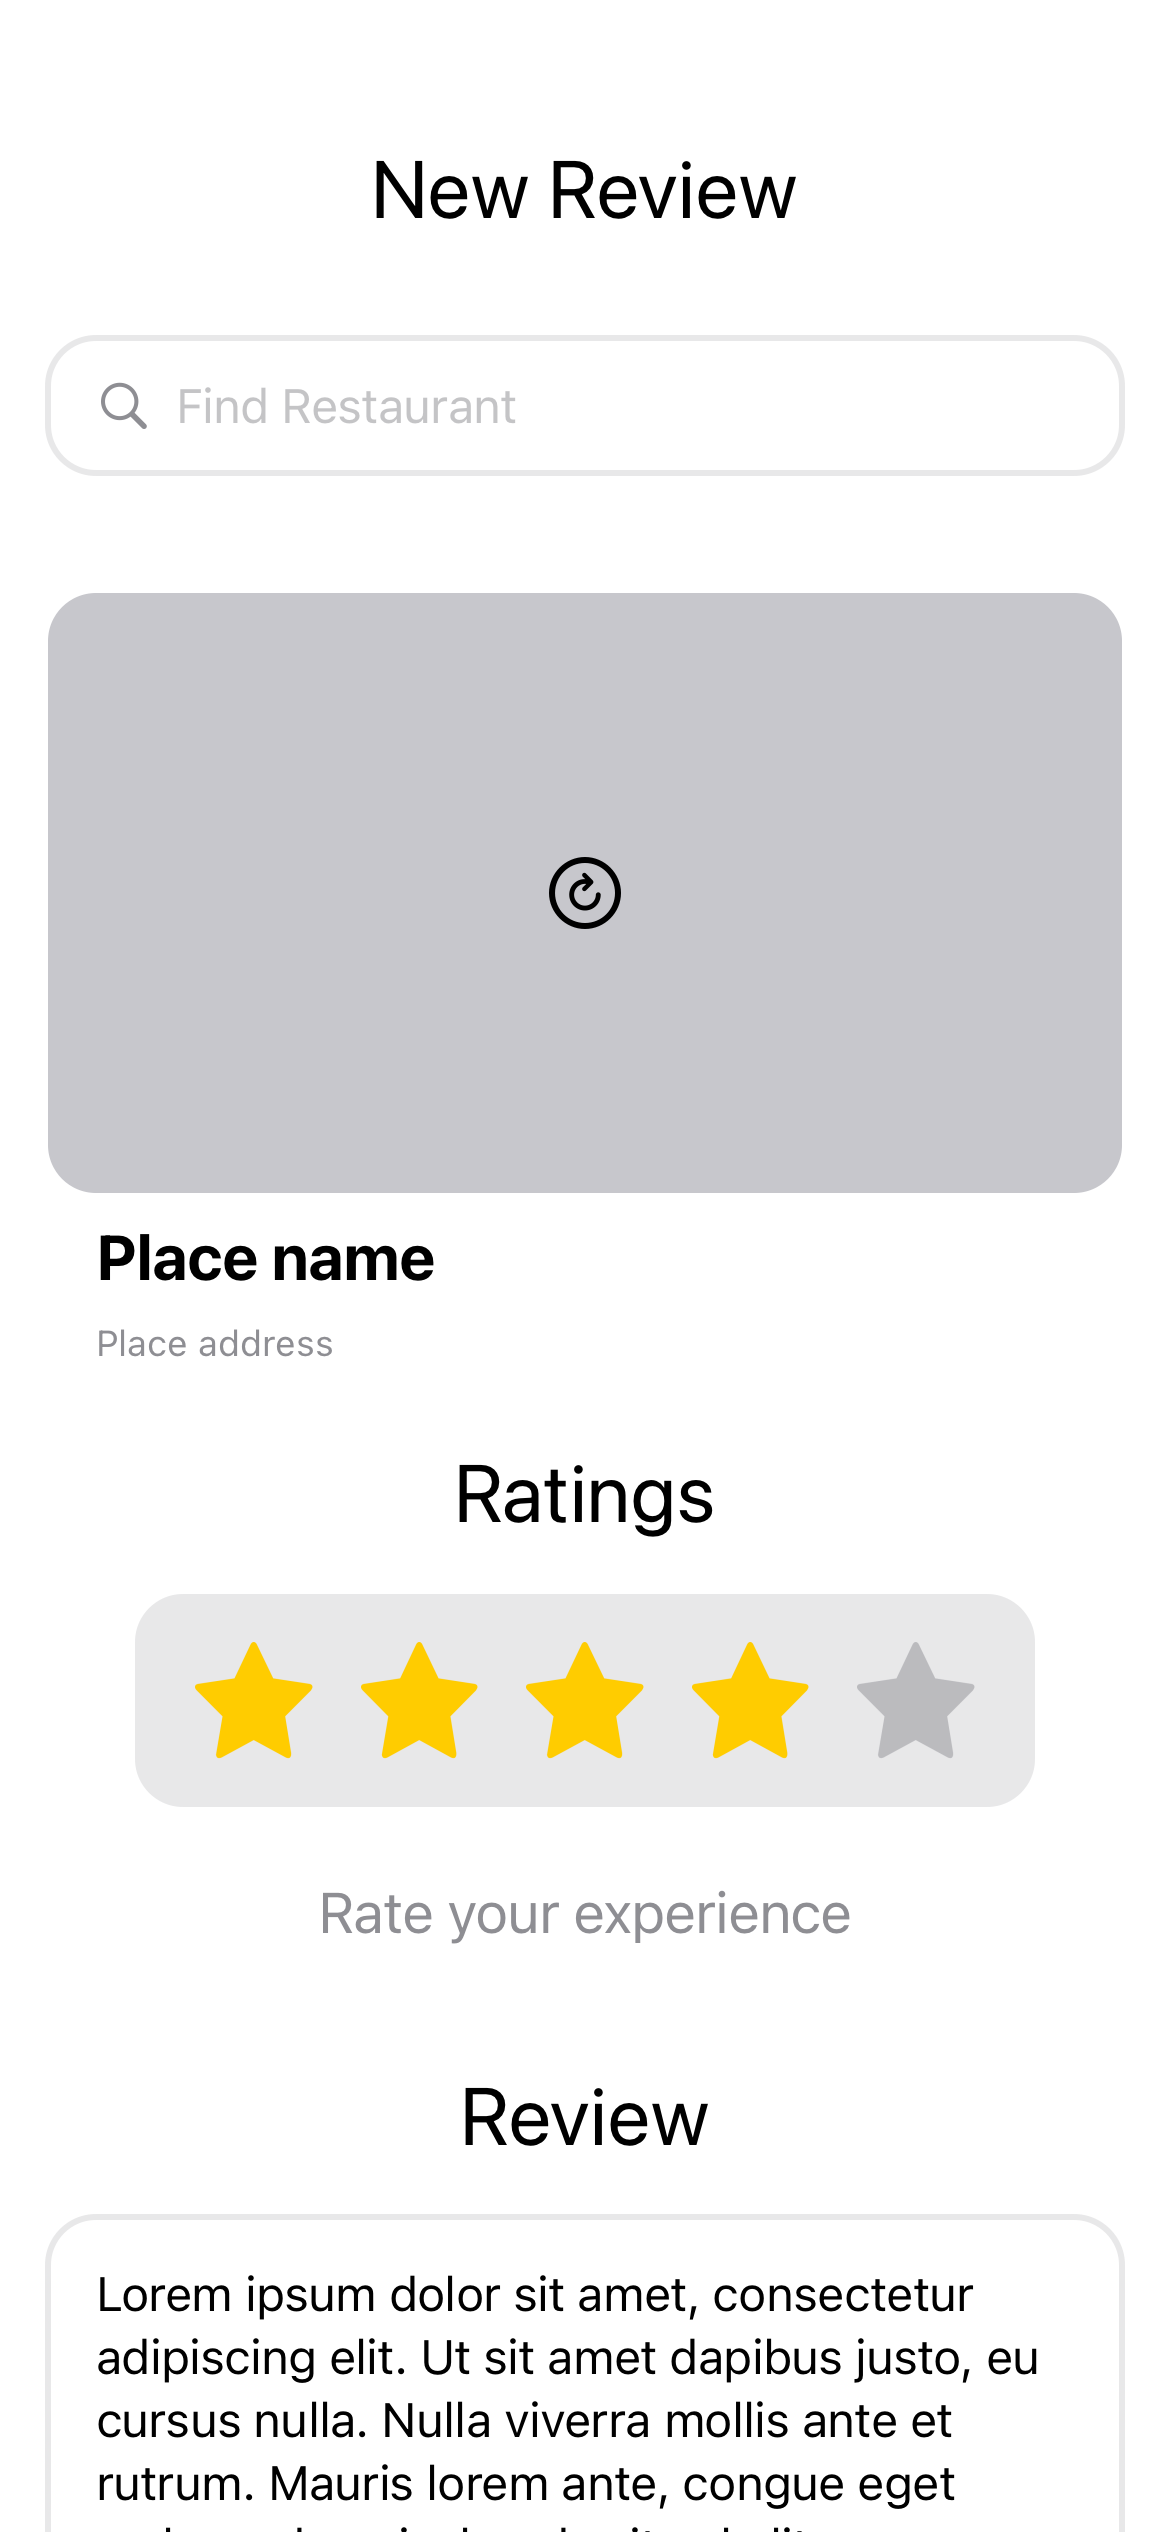 New Review
Find Restaurant
Place name
Place address
Ratings
Rate your experience
Review
Lorem ipsum dolor sit amet, consectetur
adipiscing elit. Ut sit amet dapibus justo, eu
cursus nulla. Nulla viverra mollis ante et
rutrum. Mauris lorem ante, congue eget